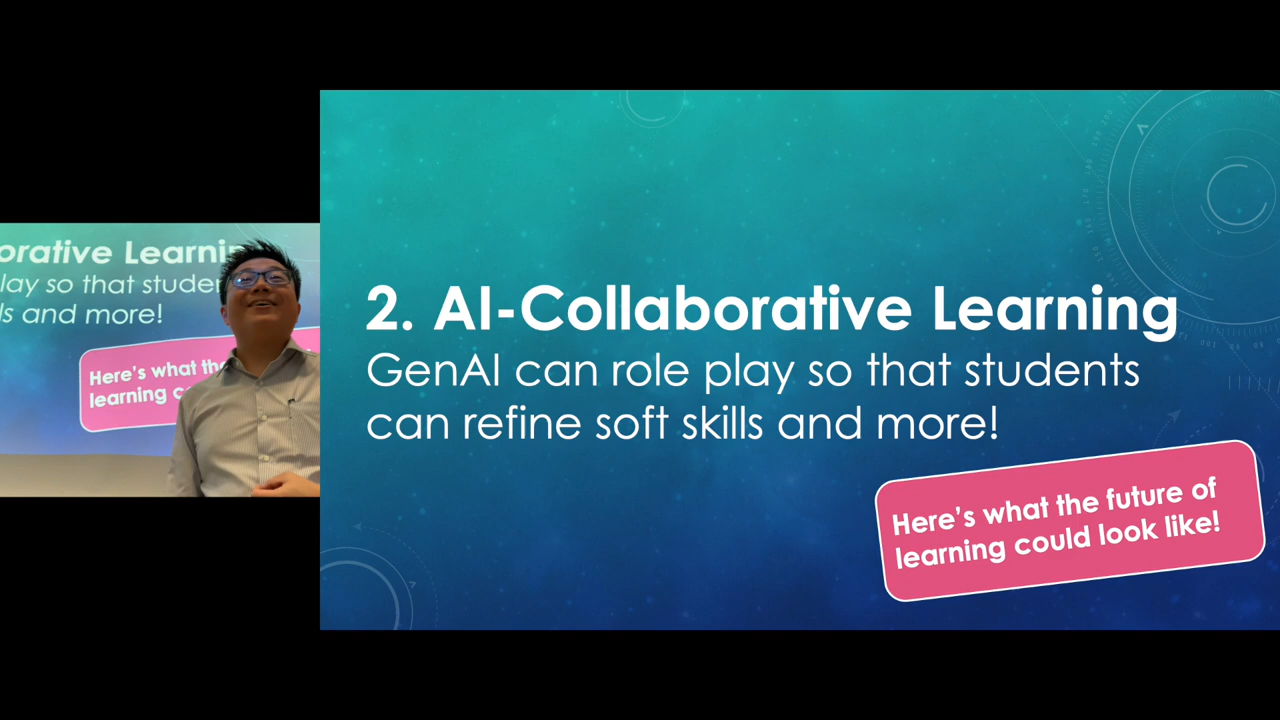 orative Learnin
lay so that studen
ls and more!
Here's what the
learning c
2. AI-Collaborative Learning
GenAI can role play so that students
can refine soft skills and more!
Here's what the future of
learning could look like!